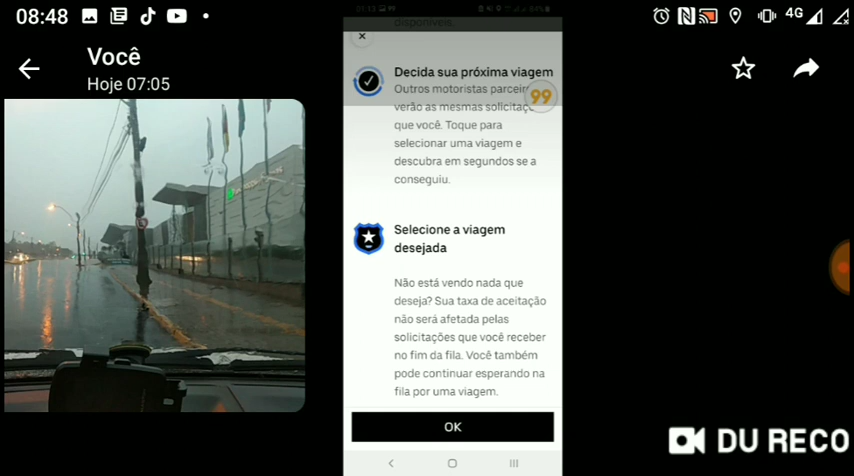 08:48
4G
Você
Hoje 07:05
disponíveis.
Decida sua próxima viagem
Outros motoristas parceiros
verão as mesmas
que você. Toque para
selecionar uma viagem e
descubra em segundos se a
conseguiu.
99
Selecione a viagem
desejada
Não está vendo nada que
deseja? Sua taxa de aceitação
não será afetada pelas
solicitações que você receber
no fim da fila. Você também
pode continuar esperando na
fila por uma viagem.
OK
DU RECO